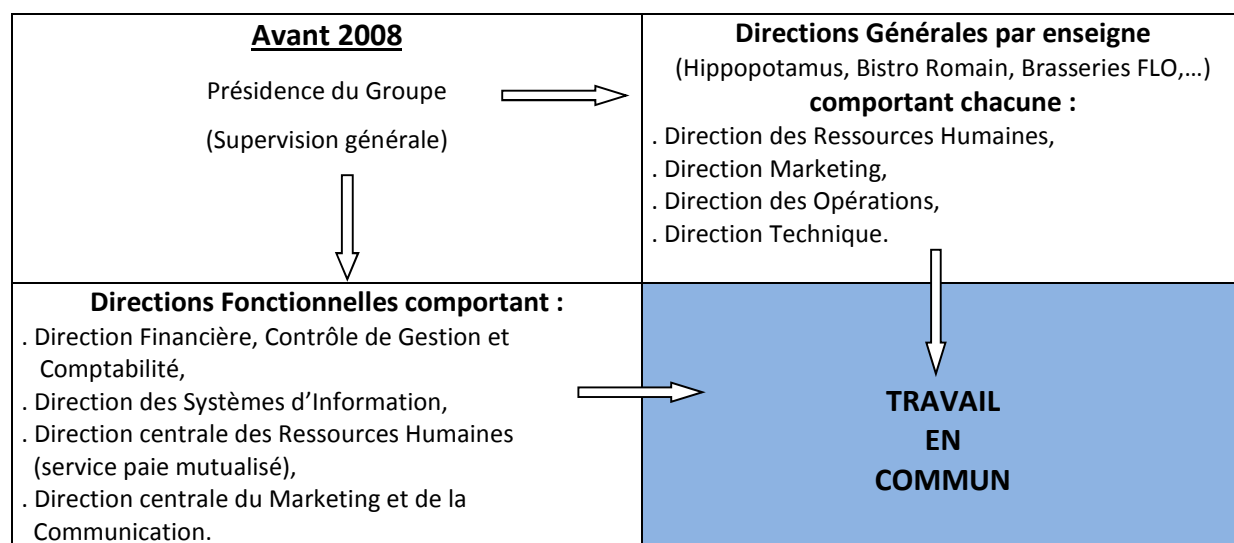 Avant 2008
Présidence du Groupe
(Supervision générale)
Directions Générales par enseigne
(Hippopotamus, Bistro Romain, Brasseries FLO,…)
comportant chacune :
. Direction des Ressources Humaines,
. Direction Marketing,
. Direction des Opérations,
. Direction Technique.
Directions Fonctionnelles comportant :
. Direction Financière, Contrôle de Gestion et
Comptabilité,
. Direction des Systèmes d’Information,
. Direction centrale des Ressources Humaines
(service paie mutualisé),
. Direction centrale du Marketing et de la
Communication.
TRAVAIL
EN
COMMUN